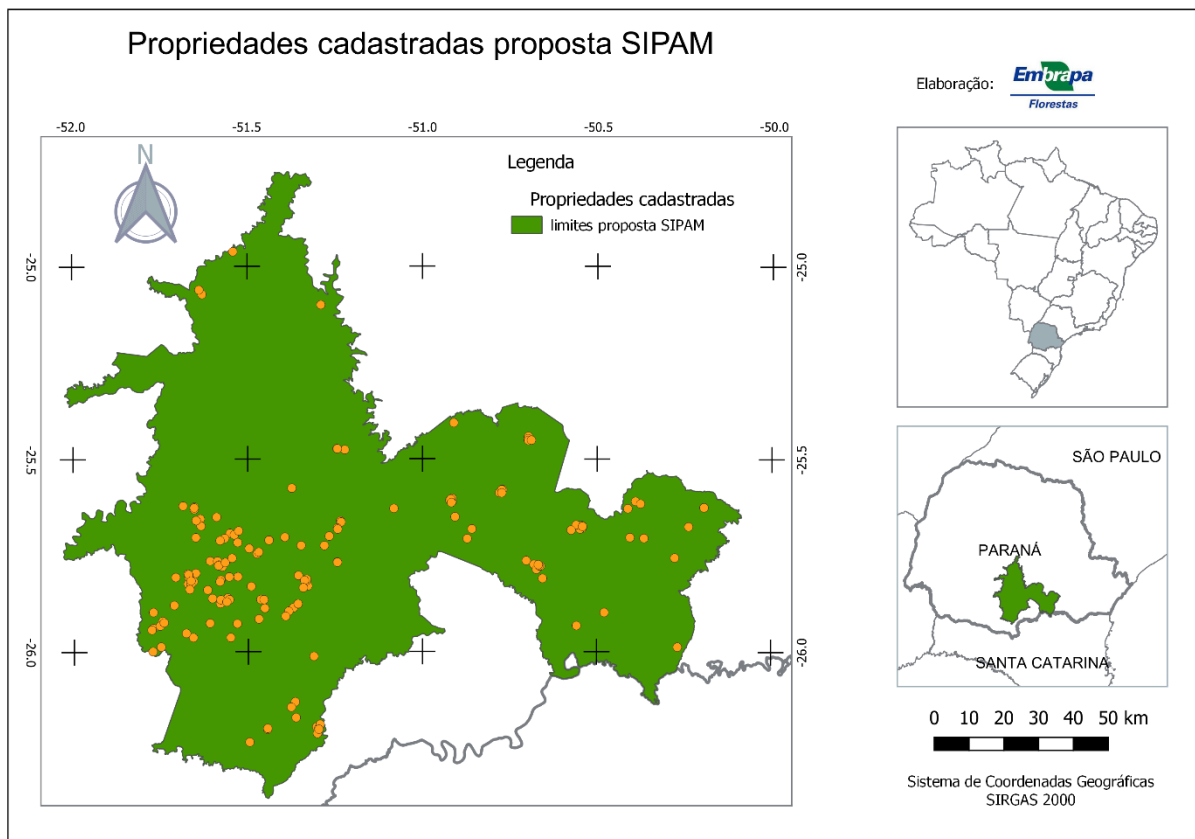 Propriedades cadastradas proposta SIPAM
Elaboração:
Embrapa
Florestas
-52.0
-51.5
-51.0
-50.5
-50.0
N
Legenda
Propriedades cadastradas
limites proposta SIPAM
-25.0
-25.0
-25.5
-25.5
-26.0
-26.0
SÃO PAULO
PARANÁ
SANTA CATARINA
0 10 20 30 40 50 km
Sistema de Coordenadas Geográficas
SIRGAS 2000